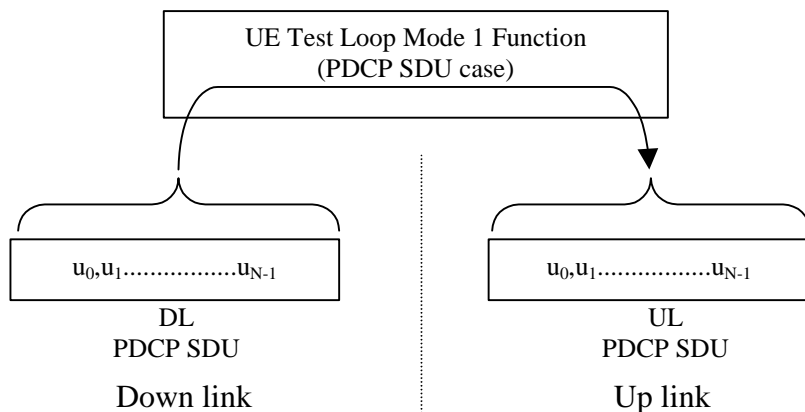 UE Test Loop Mode 1 Function
(PDCP SDU case)
u0,u1..................uN-1
u0,u1..................uN-1
DL
PDCP SDU
UL
PDCP SDU
Down link
Up link